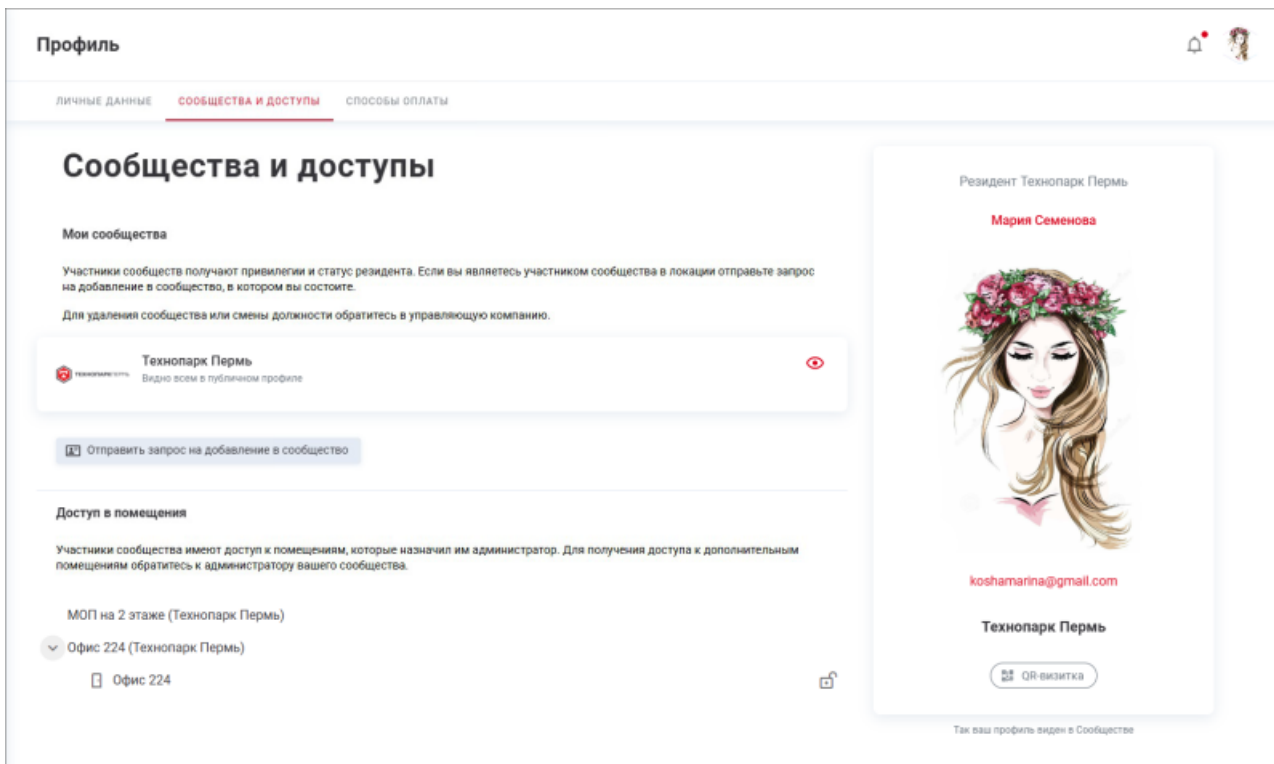 Профиль
ЛИЧНЫЕ ДАННЫЕ
СООБЩЕСТВА И ДОСТУПЫ
СПОСОБЫ ОПЛАТЫ
Сообщества и доступы
Мои сообщества
Участники сообществ получают привилегии и статус резидента. Если вы являетесь участником сообщества в локации отправьте запрос
на добавление в сообщество, в котором вы состоите.
Для удаления сообщества или смены должности обратитесь в управляющую компанию.
ТЕХНОПАРК ПЕРМЬ
Технопарк Пермь
Видно всем в публичном профиле
Отправить запрос на добавление в сообщество
Доступ в помещения
Участники сообщества имеют доступ к помещениям, которые назначил им администратор. Для получения доступа к дополнительным
помещениям обратитесь к администратору вашего сообщества.
МОП на 2 этаже (Технопарк Пермь)
Офис 224 (Технопарк Пермь)
Офис 224
Резидент Технопарк Пермь
Мария Семенова
koshamarina@gmail.com
Технопарк Пермь
QR-визитка
Так ваш профиль виден в Сообществе